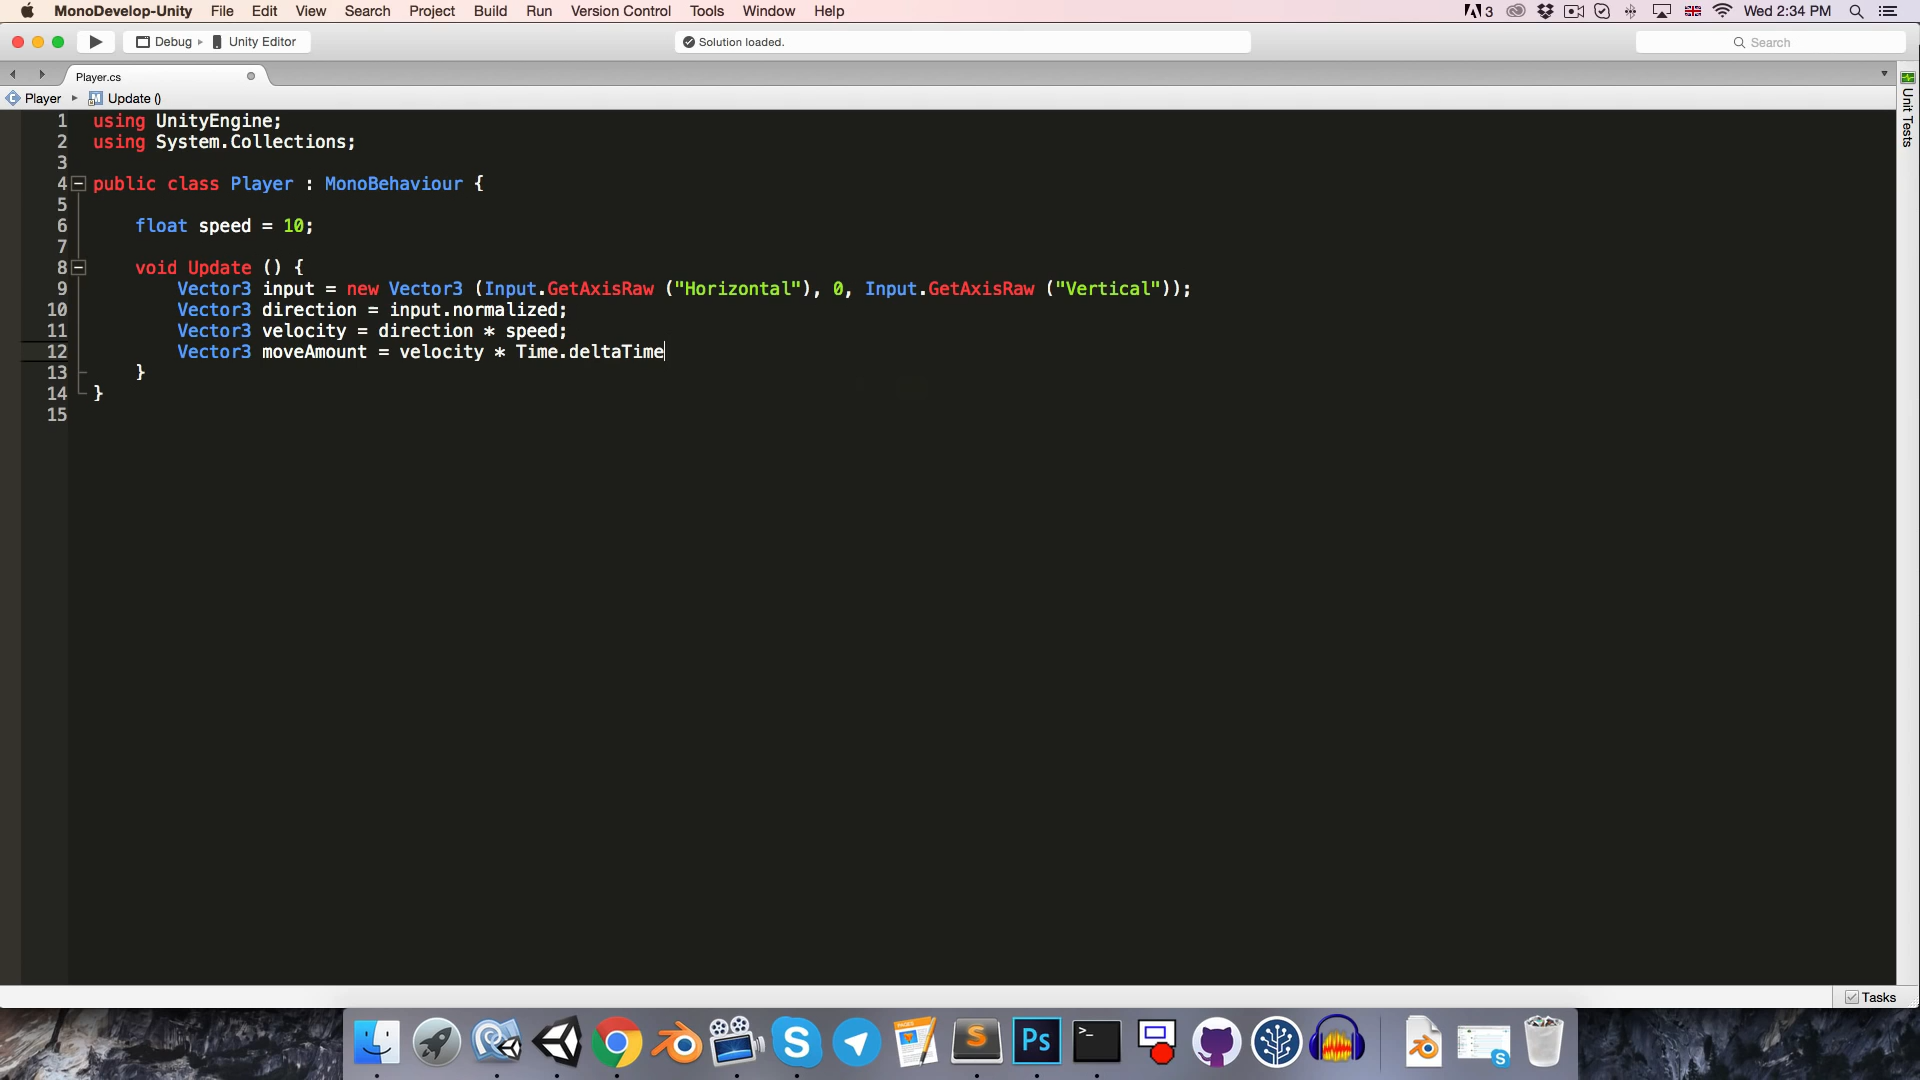 MonoDevelop-Unity File Edit View Search Project Build Run Version Control Tools Window Help 3 Wed 2:34 PM
Debug Unity Editor Solution loaded. Search
Player.cs
Player Update ()
1 using UnityEngine;
2 using System.Collections;
3
4 public class Player : MonoBehaviour {
5
6 float speed = 10;
7
8 void Update () {
9 Vector3 input = new Vector3 (Input.GetAxisRaw ("Horizontal"), 0, Input.GetAxisRaw ("Vertical"));
10 Vector3 direction = input.normalized;
11 Vector3 velocity = direction * speed;
12 Vector3 moveAmount = velocity * Time.deltaTime
13 }
14 }
15
Unit Tests
Tasks
PAGES
S
S
Ps
>_
S